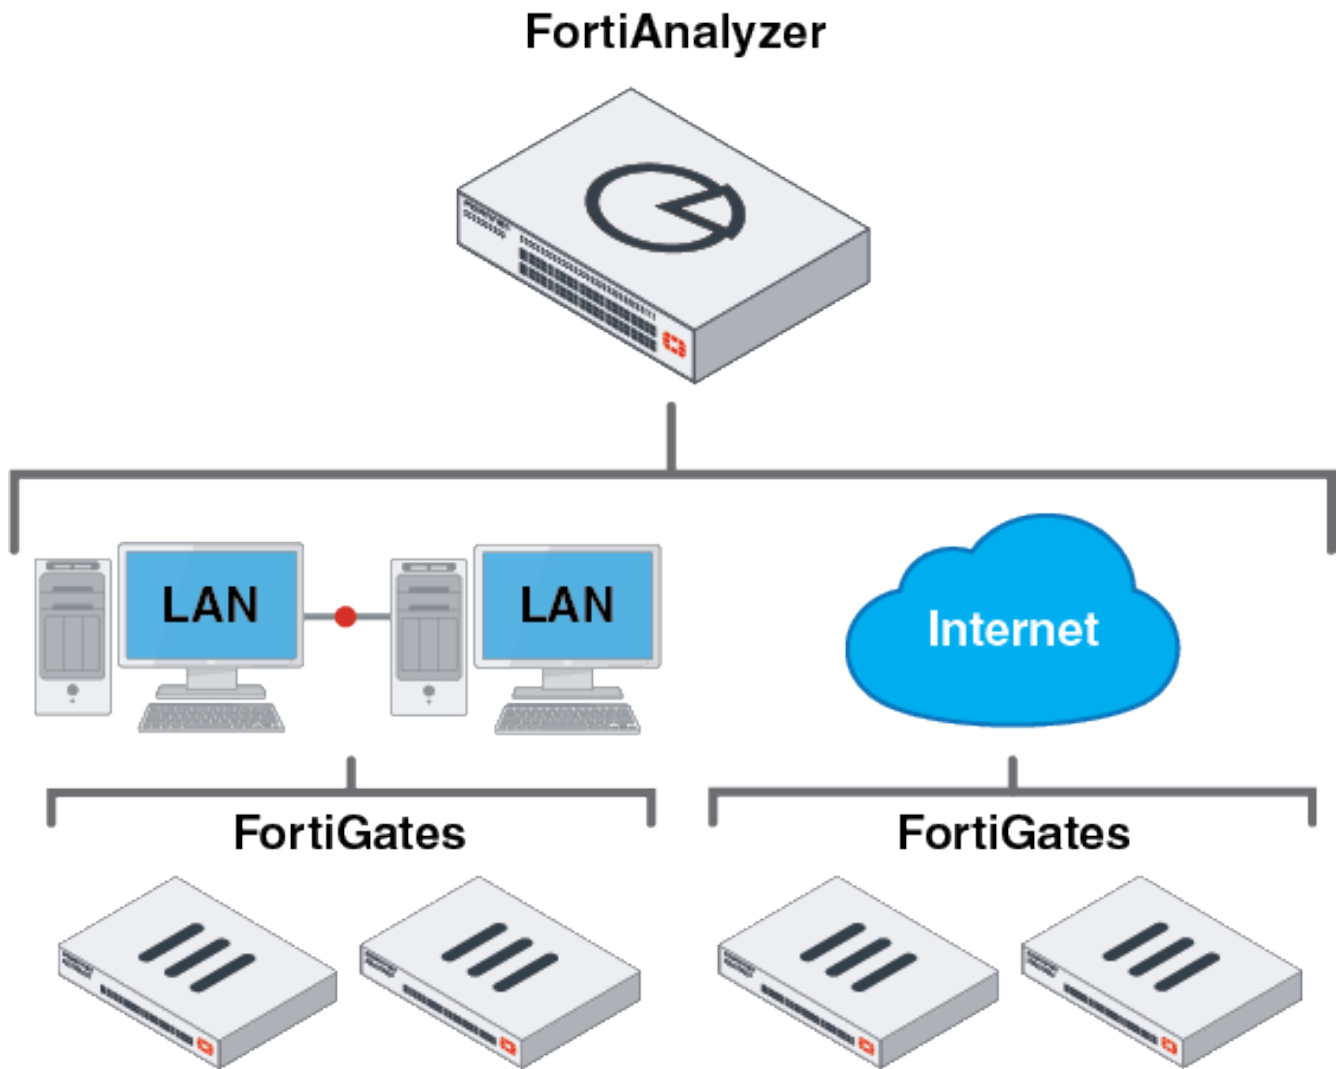 FortiAnalyzer
LAN
LAN
Internet
FortiGates
FortiGates